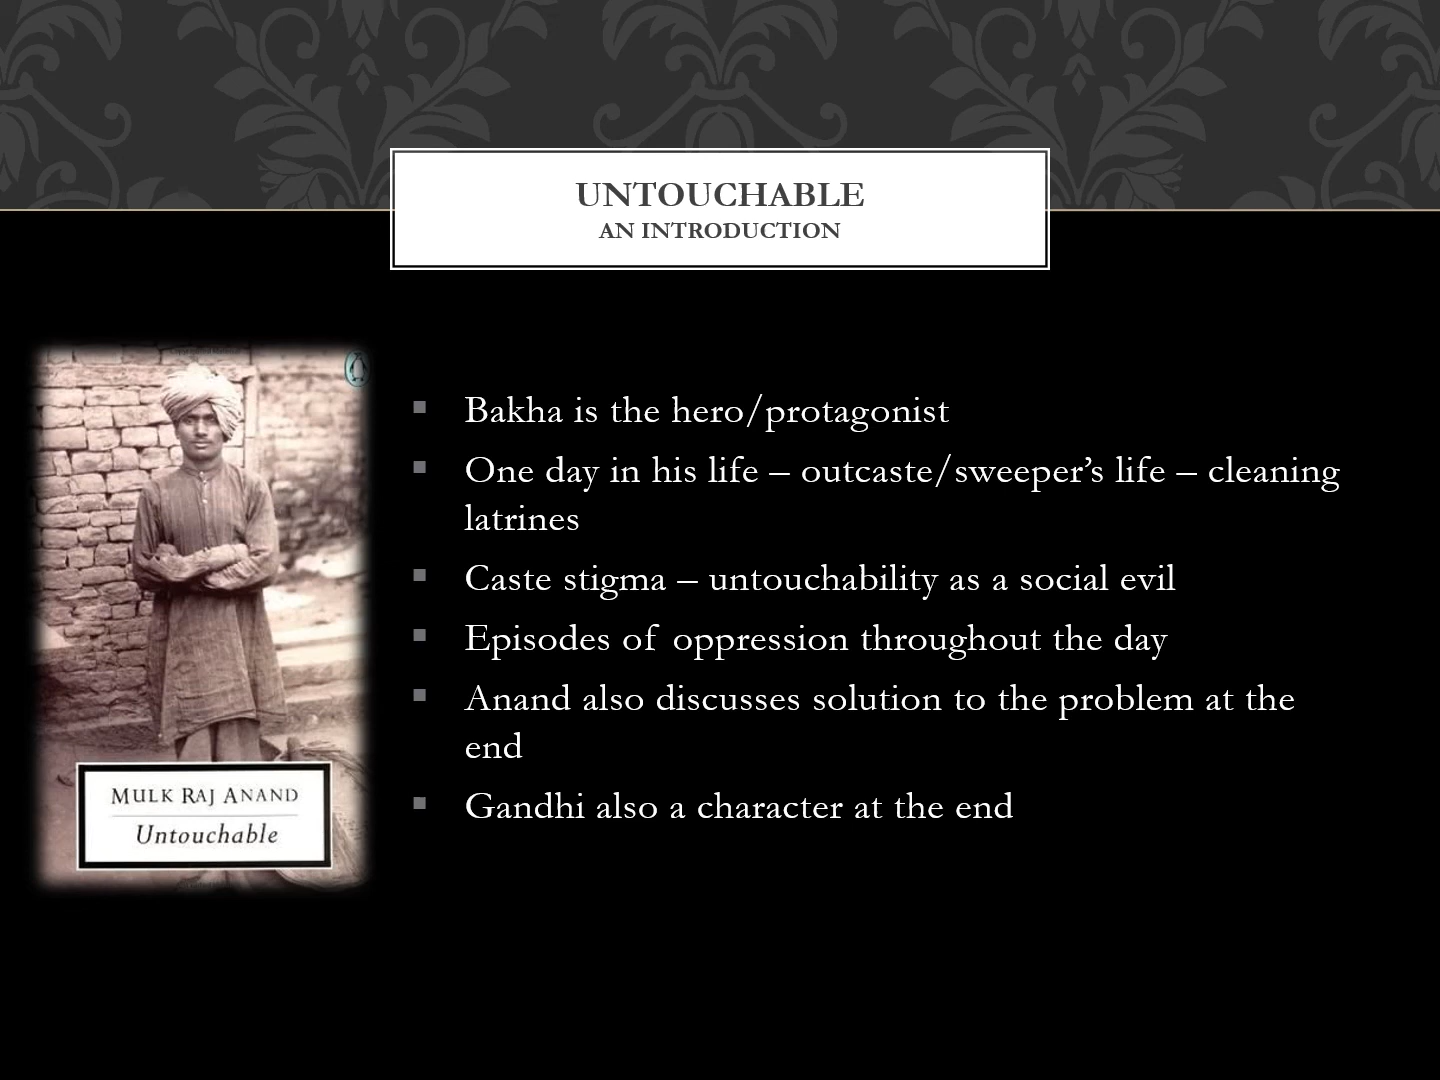 UNTOUCHABLE
AN INTRODUCTION
▪ Bakha is the hero/protagonist
▪ One day in his life – outcaste/sweeper’s life – cleaning
latrines
▪ Caste stigma – untouchability as a social evil
▪ Episodes of oppression throughout the day
▪ Anand also discusses solution to the problem at the
end
▪ Gandhi also a character at the end
MULK RAJ ANAND
Untouchable